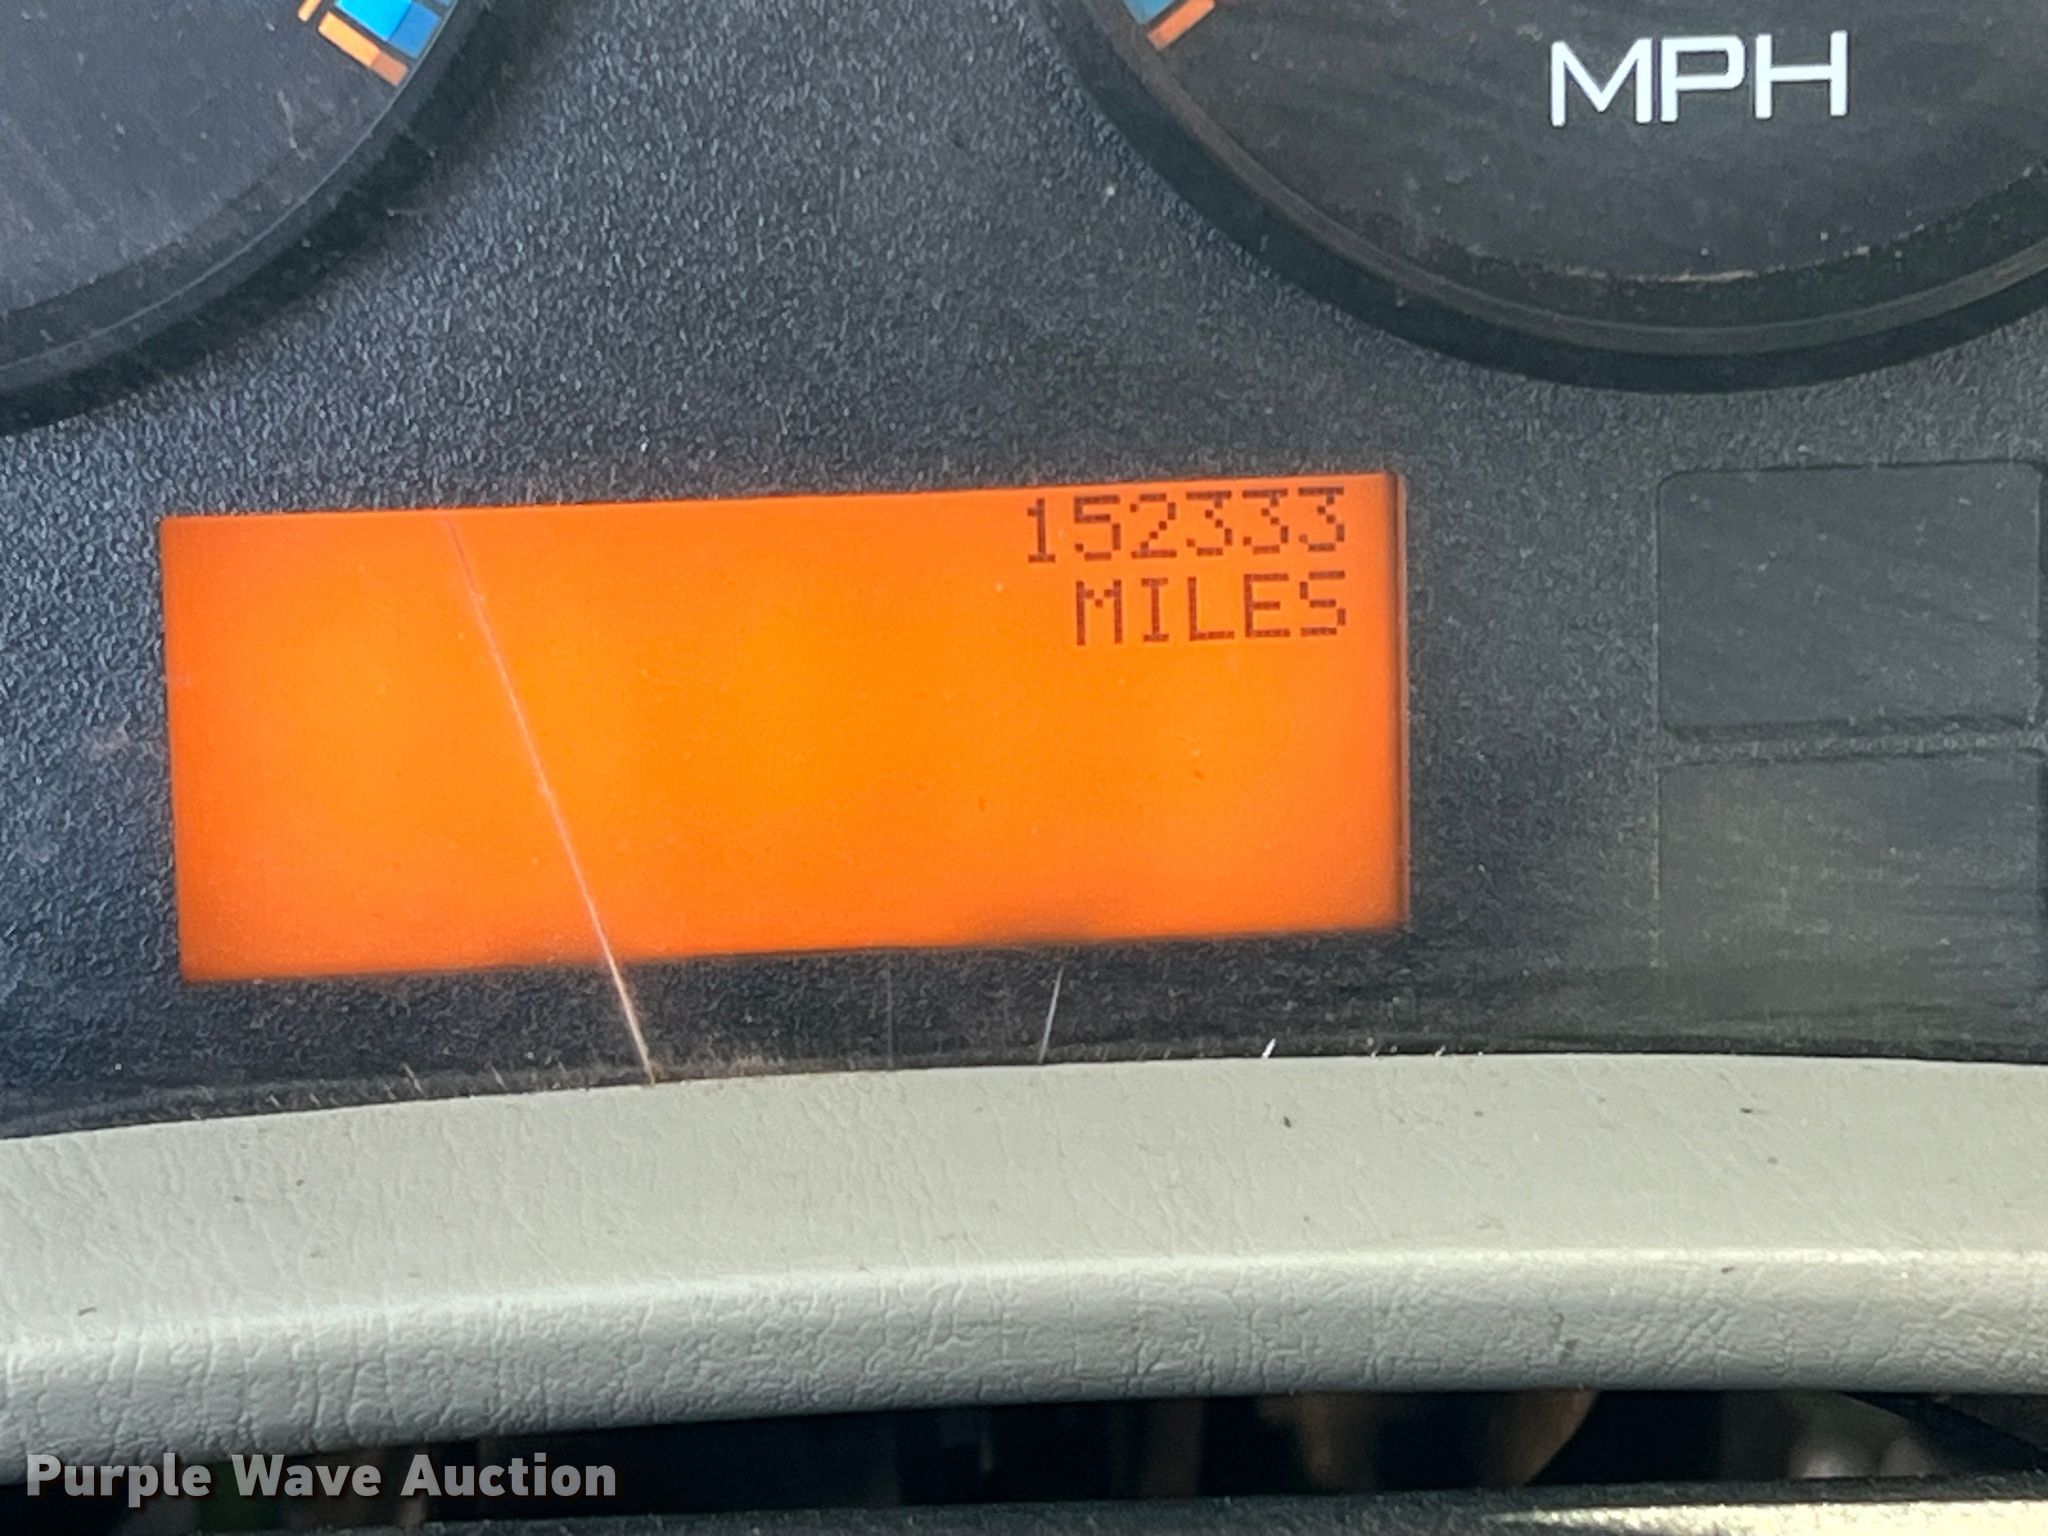 MPH
152333
MILES
Purple Wave Auction